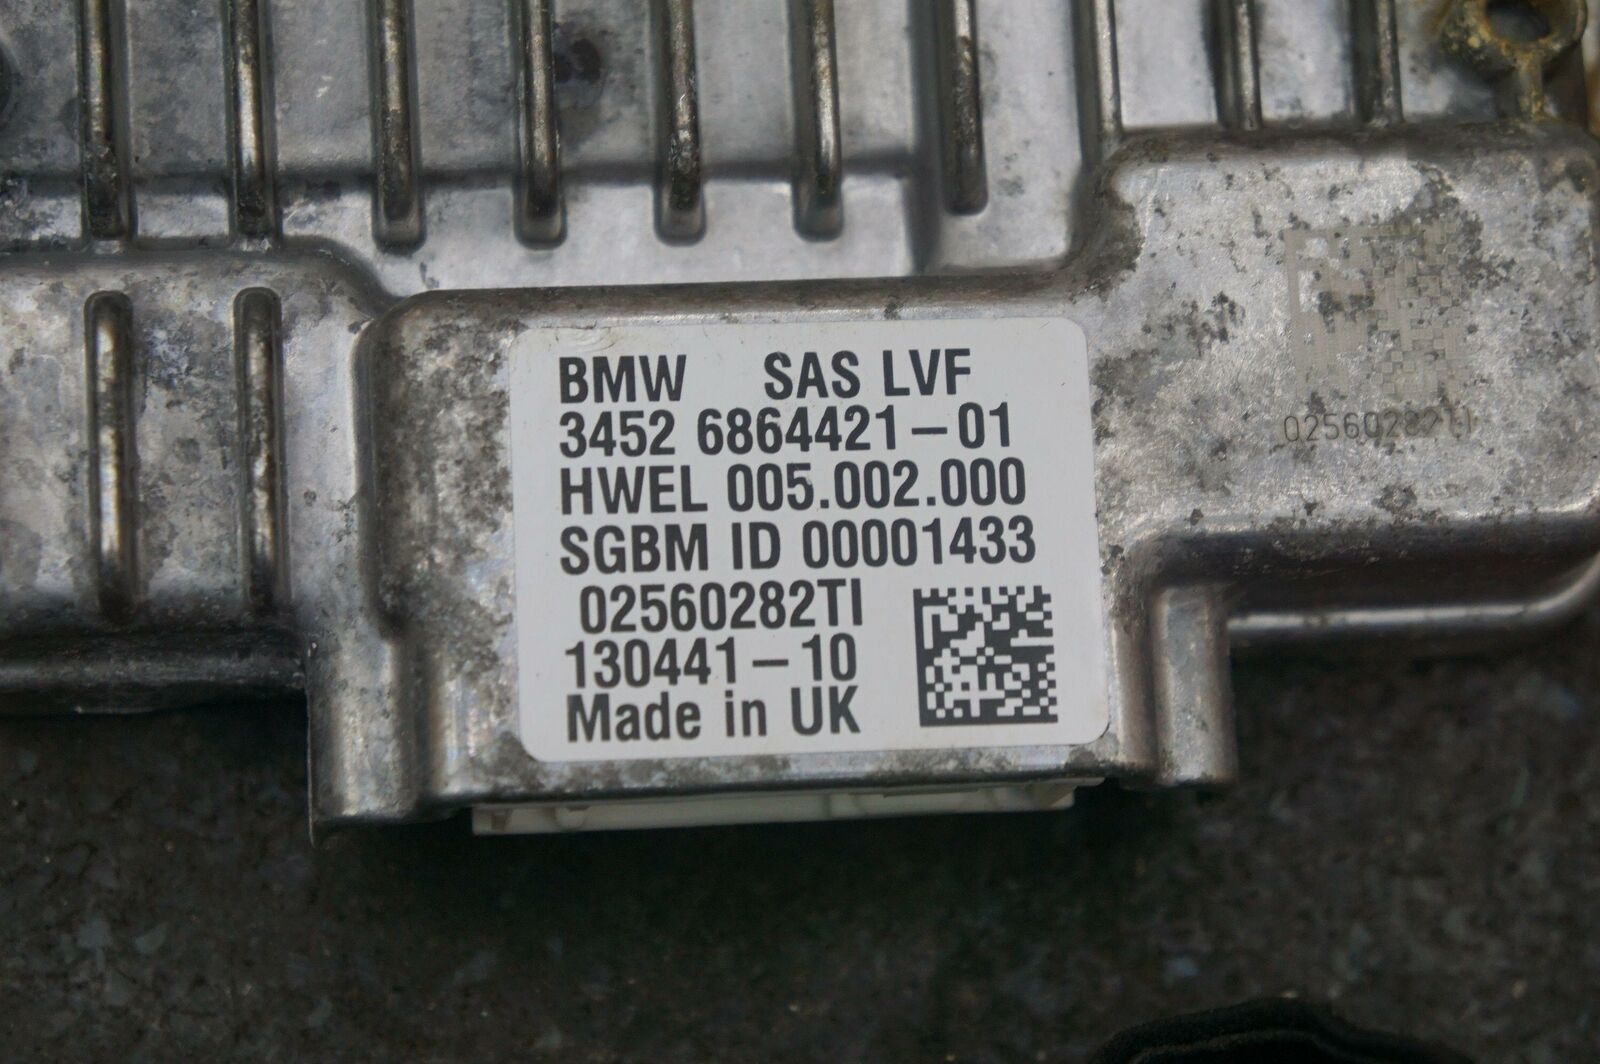 BMW SAS LVF
3452 6864421-01
HWEL 005.002.000
SGBM ID 00001433
02560282TI
130441-10
Made in UK
02560282TI